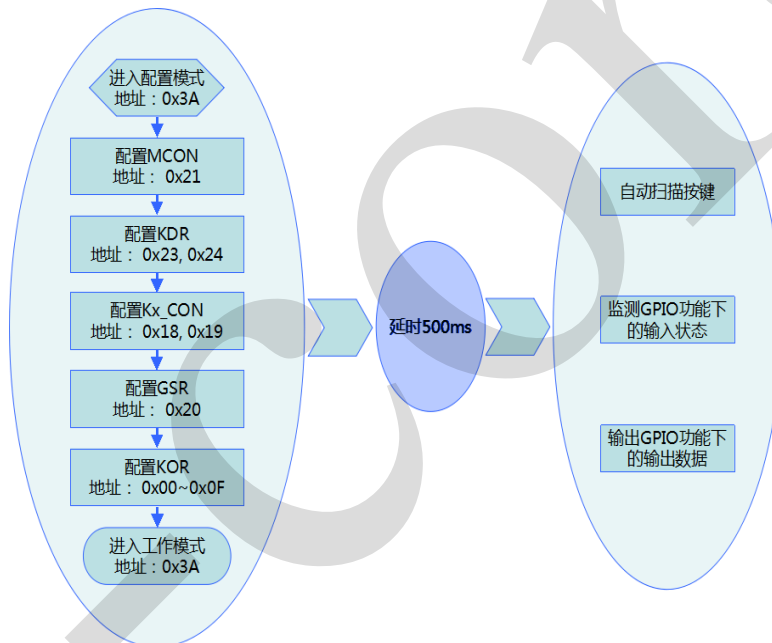 进入配置模式
地址：0x3A
配置MCON
地址： 0x21
配置KDR
地址： 0x23, 0x24
配置Kx_CON
地址： 0x18, 0x19
配置GSR
地址： 0x20
配置KOR
地址： 0x00~0x0F
进入工作模式
地址：0x3A
延时500ms
自动扫描按键
监测GPIO功能下
的输入状态
输出GPIO功能下
的输出数据